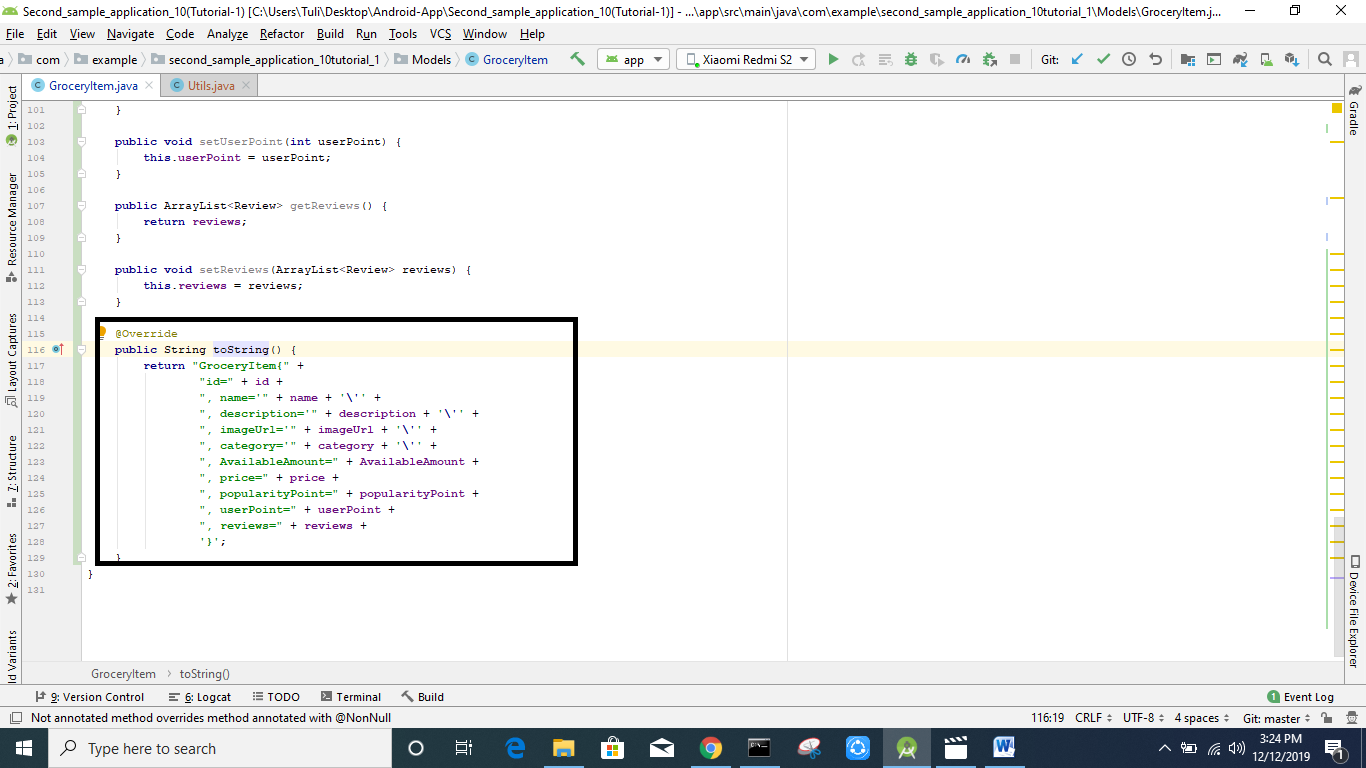 Second_sample_application_10(Tutorial-1) [C:\Users\Tuli\Desktop\Android-App\Second_sample_application_10(Tutorial-1)] - ...\app\src\main\java\com\example\second_sample_application_10tutorial_1\Models\GroceryItem.j...
File Edit View Navigate Code Analyze Refactor Build Run Tools VCS Window Help
a com example second_sample_application_10tutorial_1 Models GroceryItem app Xiaomi Redmi S2 Git:
GroceryItem.java Utils.java
1: Project
Resource Manager
Layout Captures
7: Structure
2: Favorites
ld Variants
101 }
102
103 public void setUserPoint(int userPoint) {
104 this.userPoint = userPoint;
105 }
106
107 public ArrayList<Review> getReviews() {
108 return reviews;
109 }
110
111 public void setReviews(ArrayList<Review> reviews) {
112 this.reviews = reviews;
113 }
114
115 @Override
116 public String toString() {
117 return "GroceryItem{" +
118 "id=" + id +
119 ", name='" + name + '\'' +
120 ", description='" + description + '\'' +
121 ", imageUrl='" + imageUrl + '\'' +
122 ", category='" + category + '\'' +
123 ", AvailableAmount=" + AvailableAmount +
124 ", price=" + price +
125 ", popularityPoint=" + popularityPoint +
126 ", userPoint=" + userPoint +
127 ", reviews=" + reviews +
128 '}';
129 }
130 }
131
Gradle
Device File Explorer
GroceryItem toString()
9: Version Control 6: Logcat TODO Terminal Build 1 Event Log
Not annotated method overrides method annotated with @NonNull 116:19 CRLF UTF-8 4 spaces Git: master
Type here to search
3:24 PM
12/12/2019
1